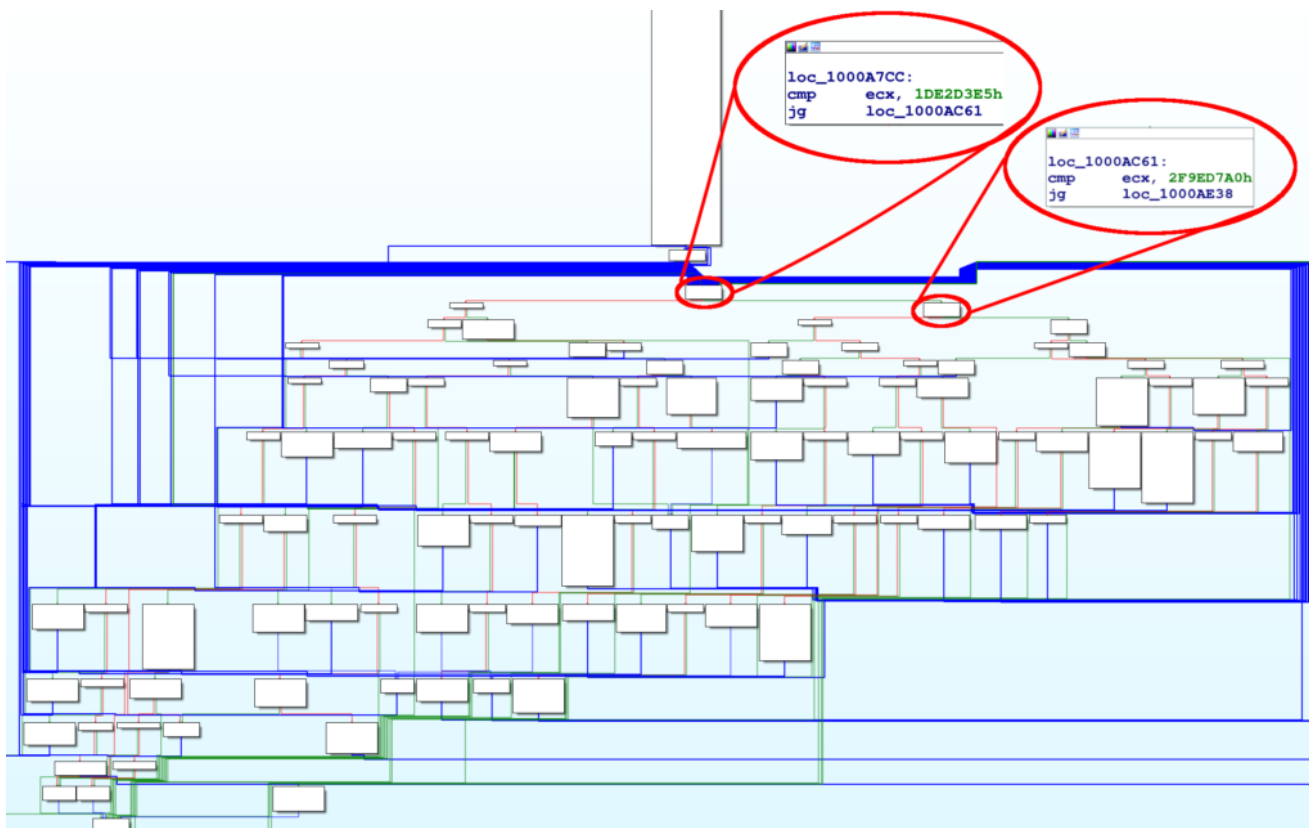 loc_1000A7CC:
cmp ecx, 1DE2D3E5h
jg loc_1000AC61
loc_1000AC61:
cmp ecx, 2F9ED7A0h
jg loc_1000AE38